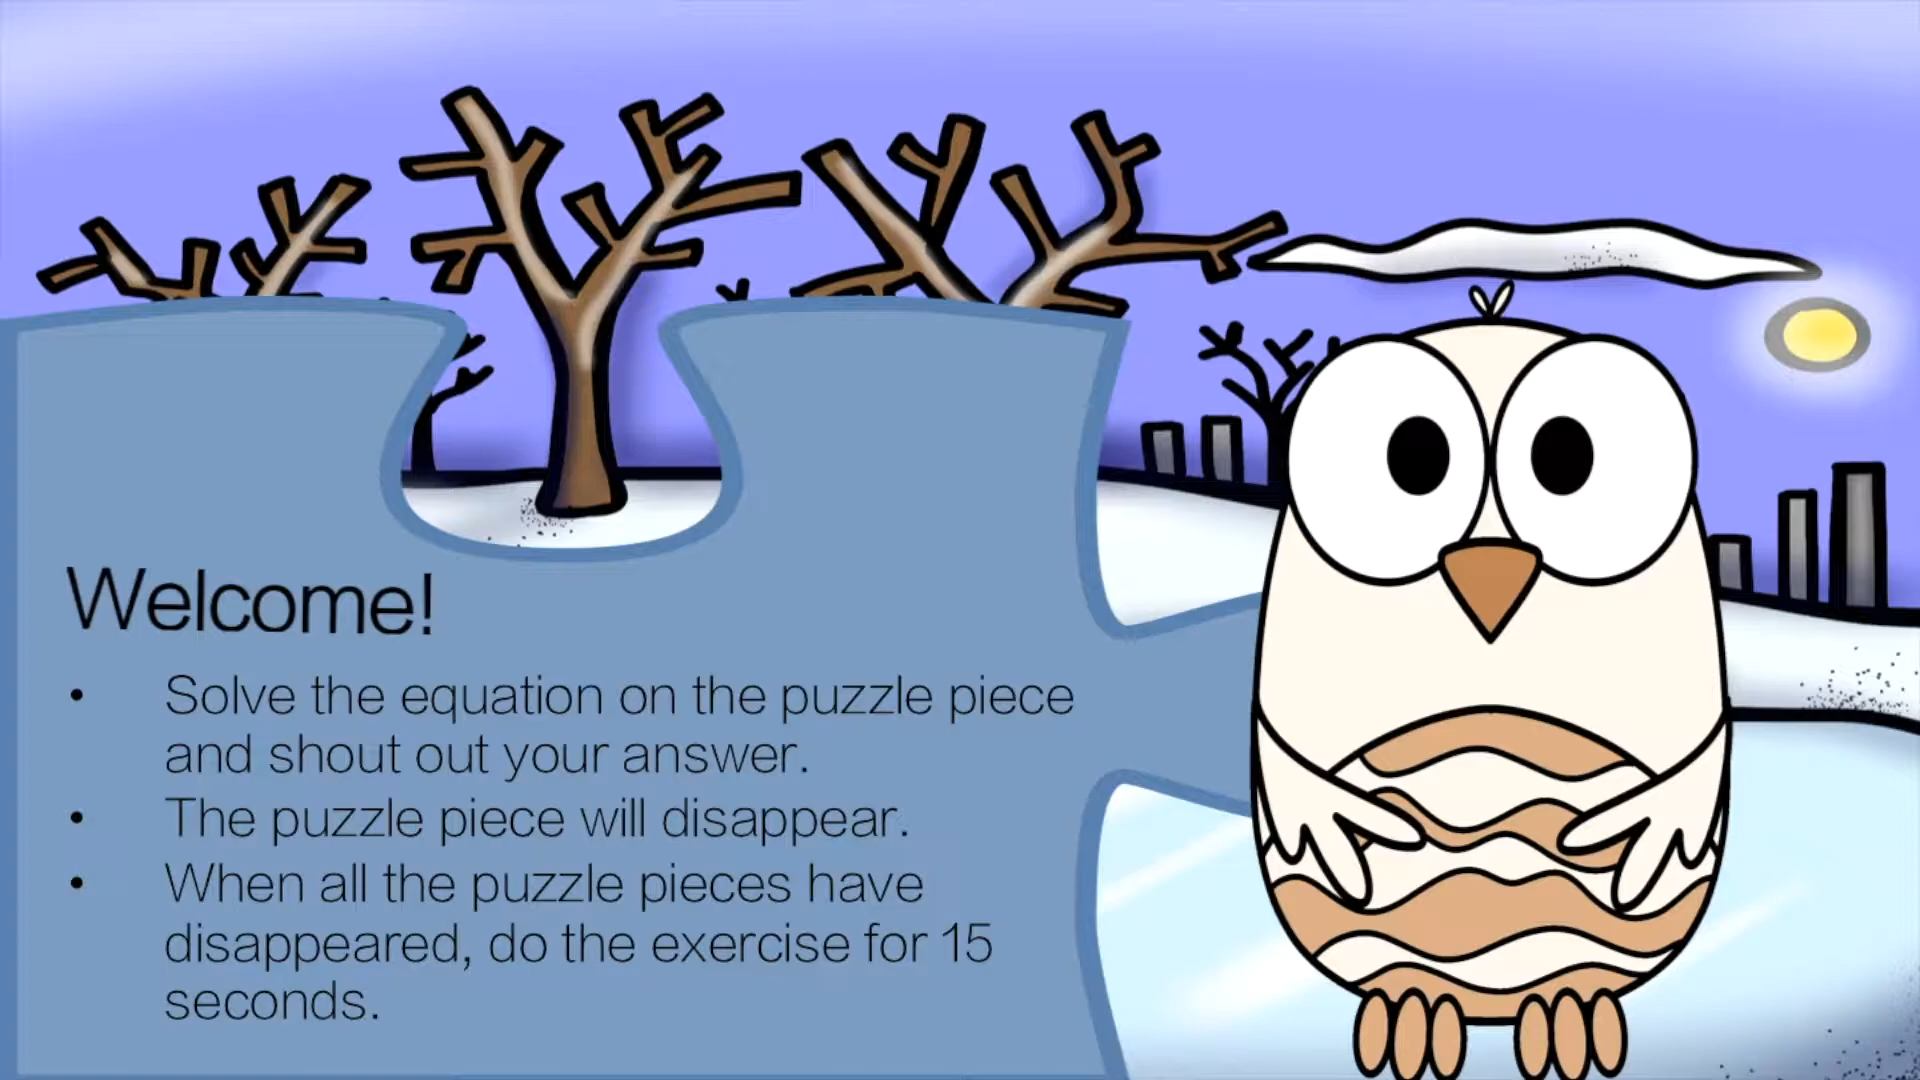 Welcome!
• Solve the equation on the puzzle piece
and shout out your answer.
• The puzzle piece will disappear.
• When all the puzzle pieces have
disappeared, do the exercise for 15
seconds.